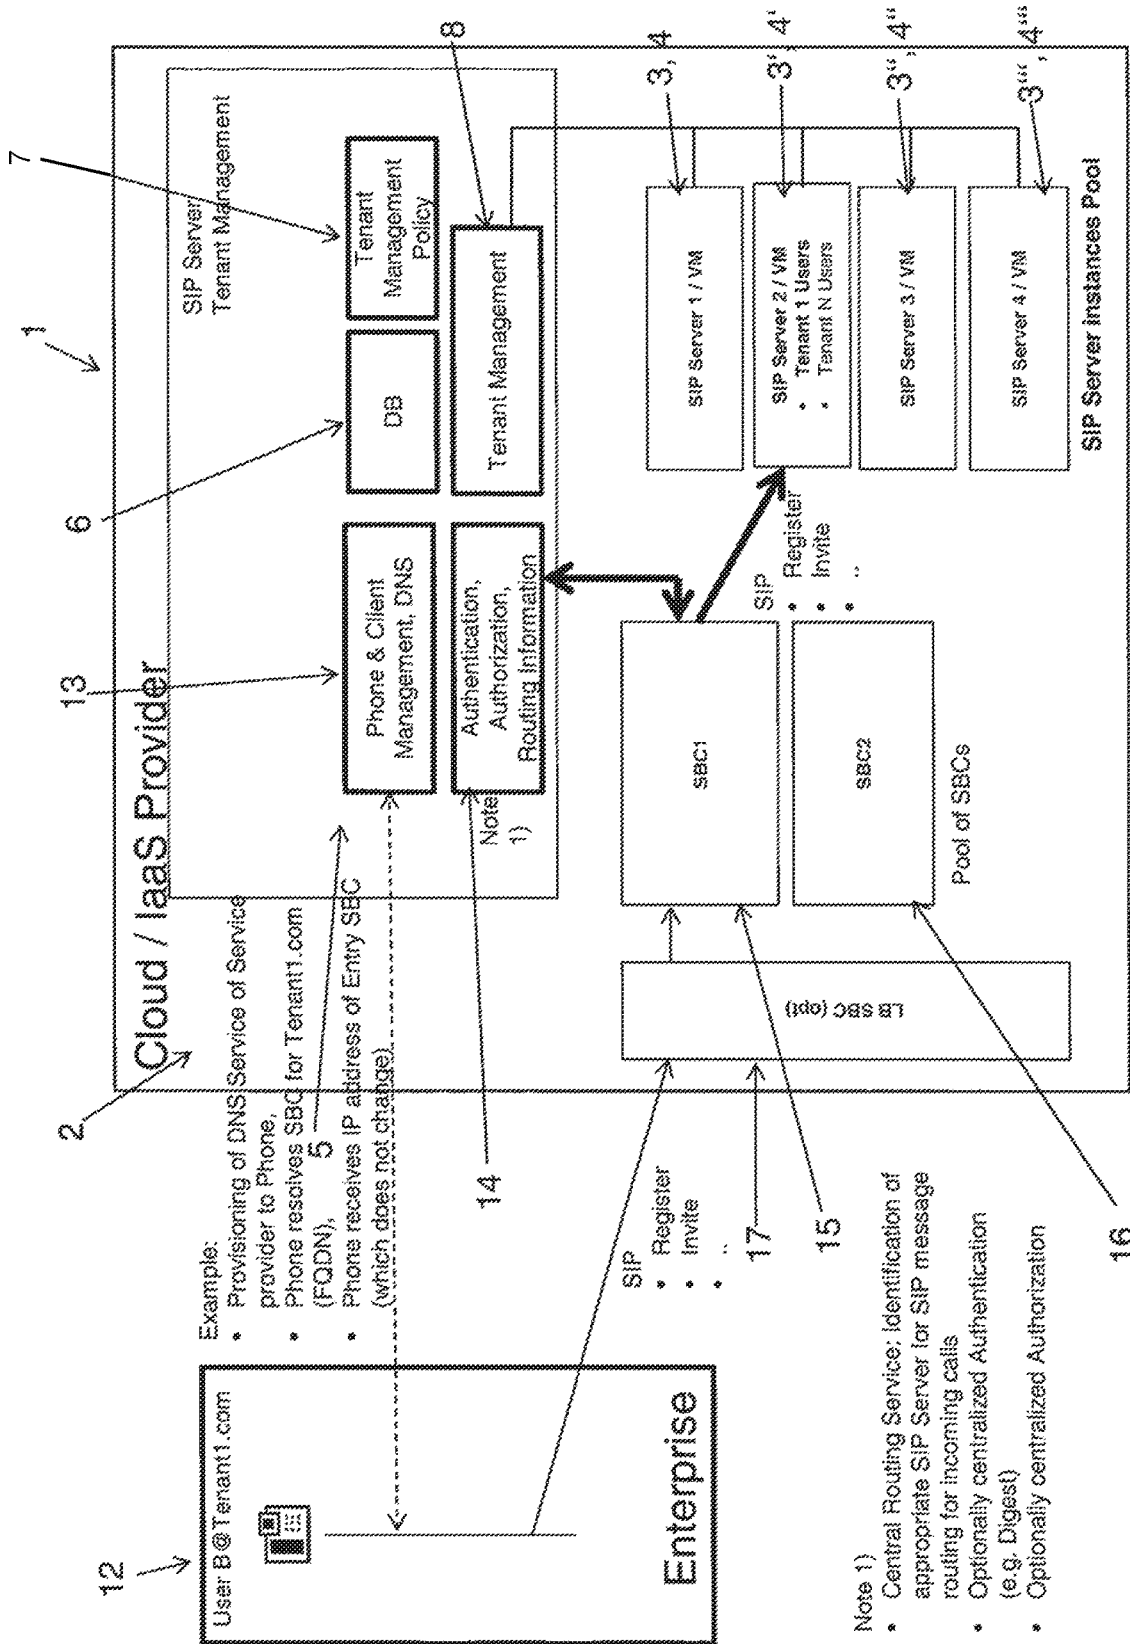 1
2
Cloud / IaaS Provider
SIP Server
Tenant Management
7
6
13
8
Phone & Client
Management, DNS
DB
Tenant
Management
Policy
Authentication,
Authorization,
Routing Information
Tenant Management
Note
1)
5
14
12
User B@Tenant1.com
Enterprise
Example:
• Provisioning of DNS Service of Service
provider to Phone,
• Phone resolves SBC for Tenant1.com
(FQDN),
• Phone receives IP address of Entry SBC
(which does not change)
SIP
• Register
• Invite
• ..
17
15
16
LB SBC (opt)
SBC1
SBC2
Pool of SBCs
SIP
• Register
• Invite
• ..
SIP Server 1 / VM
SIP Server 2 / VM
• Tenant 1 Users
• Tenant N Users
SIP Server 3 / VM
SIP Server 4 / VM
SIP Server instances Pool
3, 4
3', 4'
3", 4"
3"', 4"'
Note 1)
• Central Routing Service: Identification of
appropriate SIP Server for SIP message
routing for incoming calls
• Optionally centralized Authentication
(e.g. Digest)
• Optionally centralized Authorization